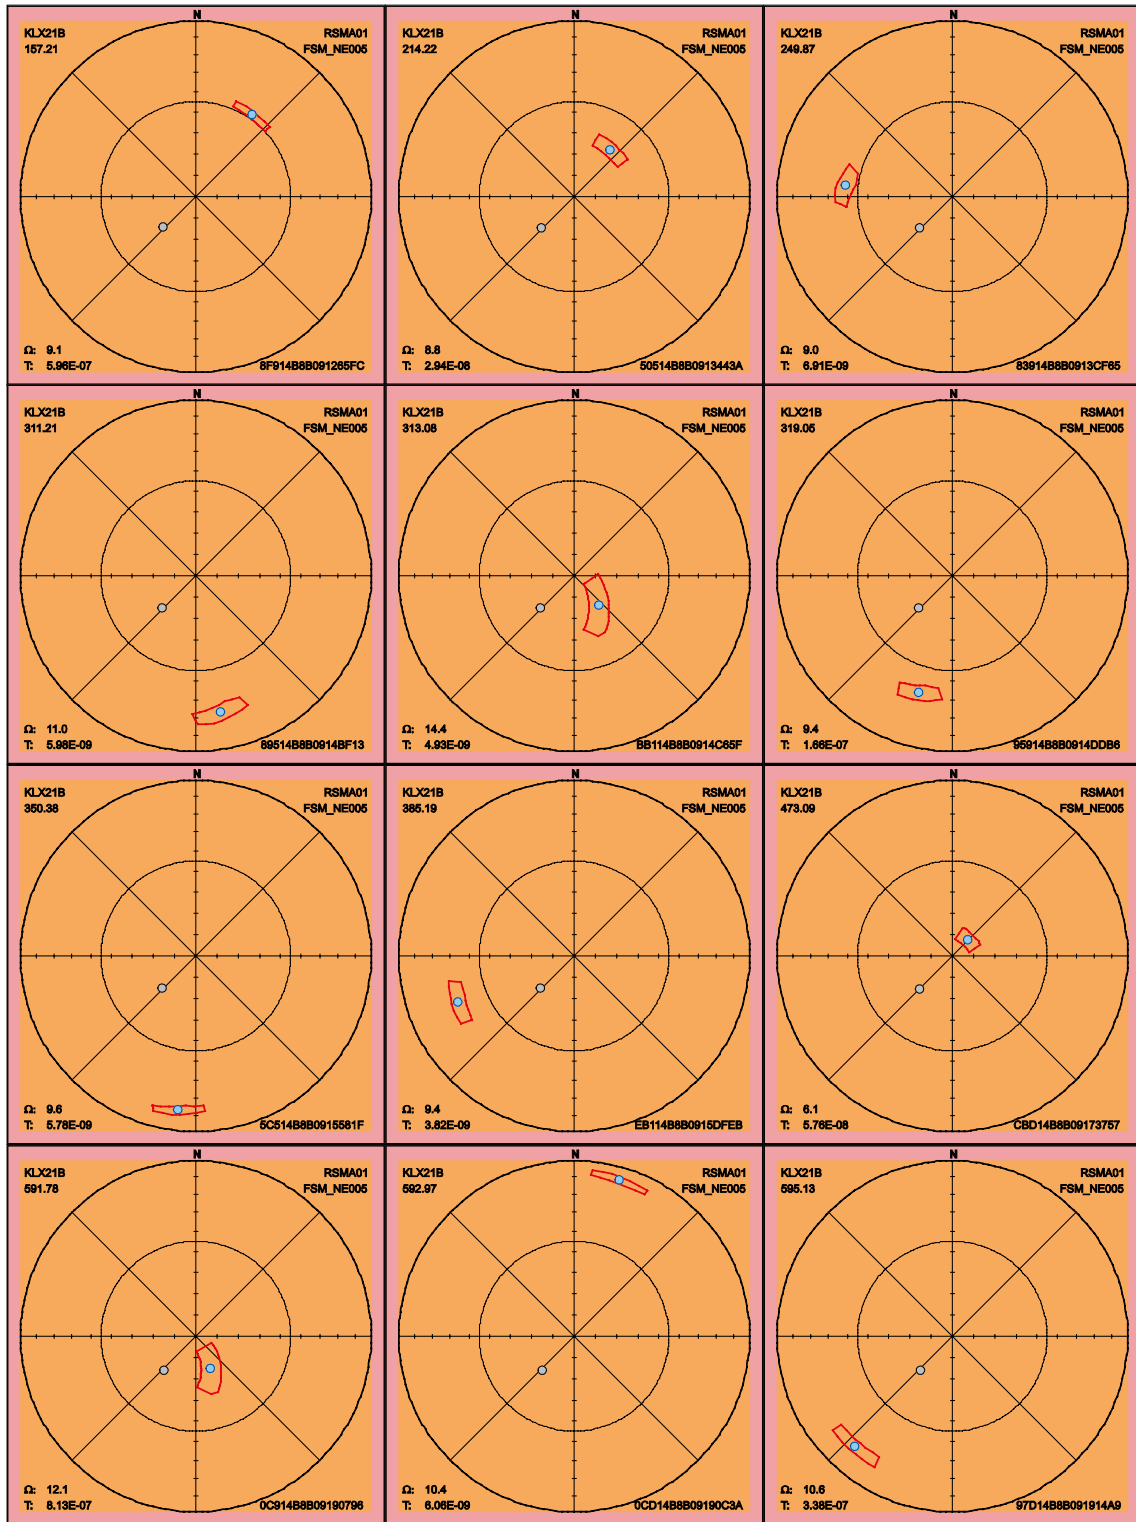 N
KLX21B
RSMA01
157.21
FSM_NE005
Ω: 9.1
T: 5.96E-07
8F914B8B091265FC
N
KLX21B
RSMA01
214.22
FSM_NE005
Ω: 8.8
T: 2.94E-08
50514B8B0913443A
N
KLX21B
RSMA01
249.87
FSM_NE005
Ω: 9.0
T: 6.91E-09
83914B8B0913CF65
N
KLX21B
RSMA01
311.21
FSM_NE005
Ω: 11.0
T: 5.98E-09
89514B8B0914BF13
N
KLX21B
RSMA01
313.08
FSM_NE005
Ω: 14.4
T: 4.93E-09
BB114B8B0914C65F
N
KLX21B
RSMA01
319.05
FSM_NE005
Ω: 9.4
T: 1.66E-07
95914B8B0914DDB6
N
KLX21B
RSMA01
350.38
FSM_NE005
Ω: 9.6
T: 5.78E-09
5C514B8B0915581F
N
KLX21B
RSMA01
385.19
FSM_NE005
Ω: 9.4
T: 3.82E-09
EB114B8B0915DFEB
N
KLX21B
RSMA01
473.09
FSM_NE005
Ω: 6.1
T: 5.76E-08
CBD14B8B09173757
N
KLX21B
RSMA01
591.78
FSM_NE005
Ω: 12.1
T: 8.13E-07
0C914B8B09190796
N
KLX21B
RSMA01
592.97
FSM_NE005
Ω: 10.4
T: 6.06E-09
0CD14B8B09190C3A
N
KLX21B
RSMA01
595.13
FSM_NE005
Ω: 10.6
T: 3.38E-07
97D14B8B091914A9